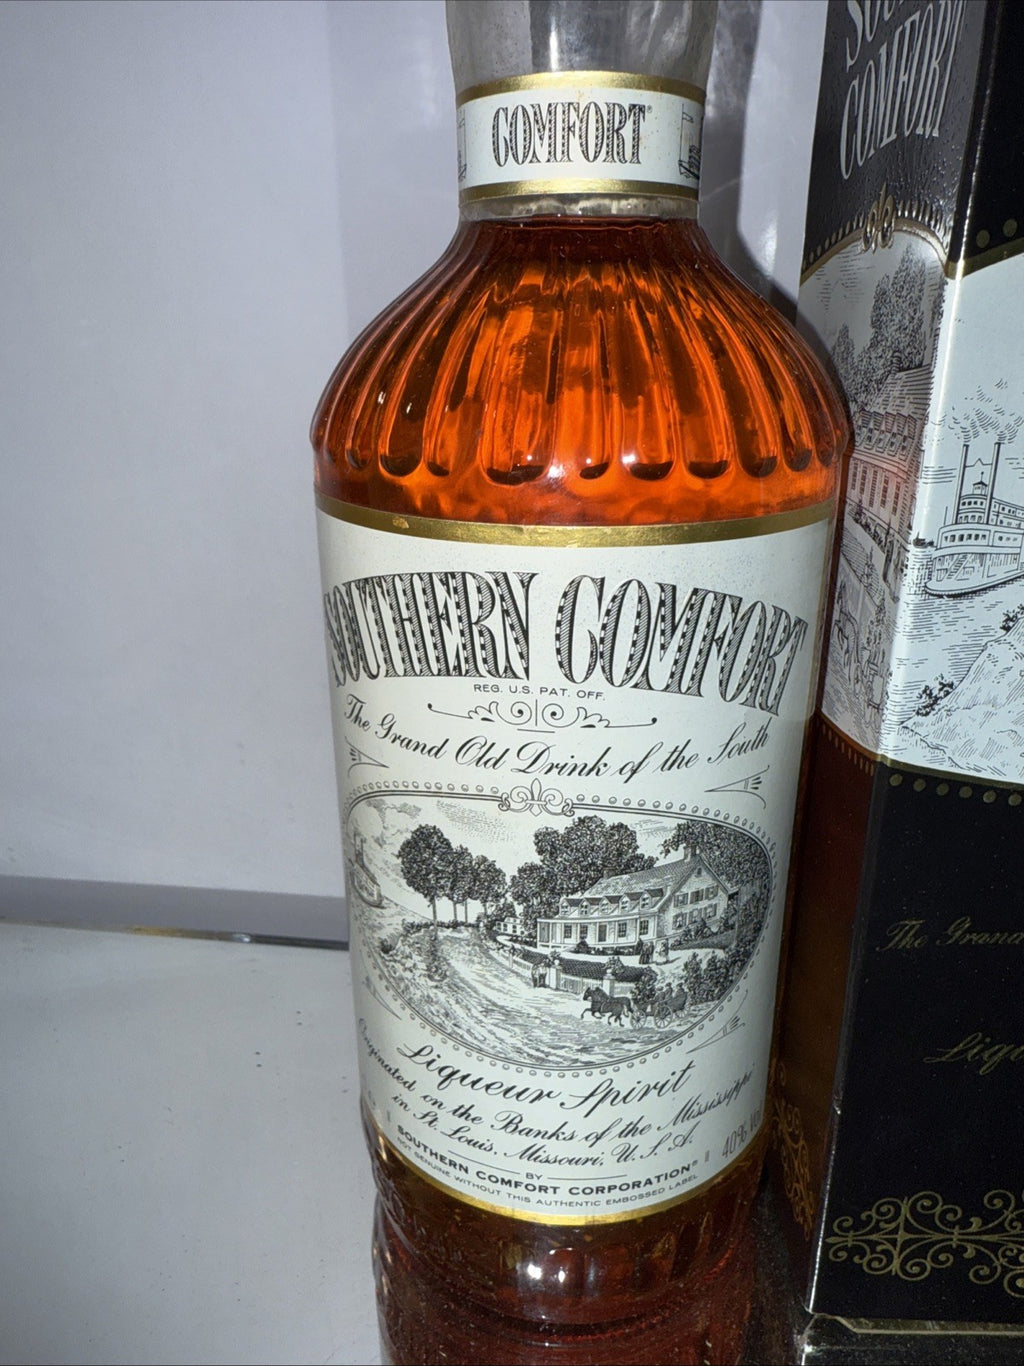 COMFORT®
SOUTHERN COMFORT
REG. U.S. PAT. OFF.
The Grand Old Drink of the South
Liqueur Spirit
Originated on the Banks of the Mississippi
in St. Louis, Missouri, U.S.A.
1 l 40% vol
BY
SOUTHERN COMFORT CORPORATION®
NOT GENUINE WITHOUT THIS AUTHENTIC EMBOSSED LABEL
COMFORT
The Grand